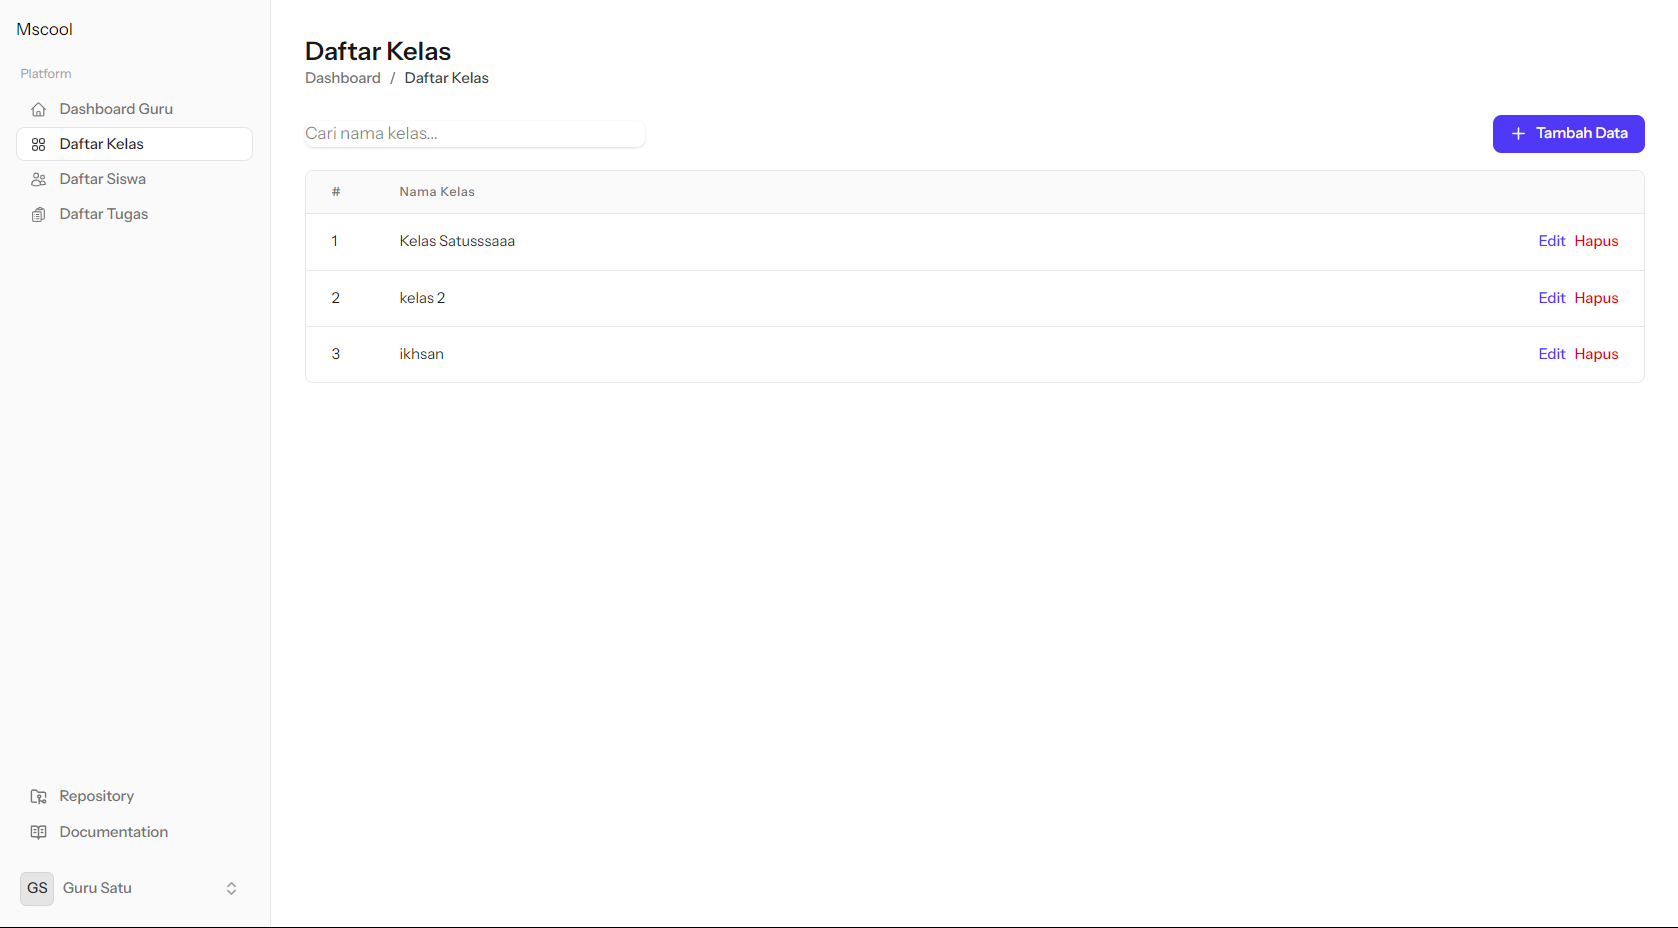 Mscool
Platform
Dashboard Guru
Daftar Kelas
Daftar Siswa
Daftar Tugas
Repository
Documentation
GS Guru Satu
Daftar Kelas
Dashboard / Daftar Kelas
Cari nama kelas...
+ Tambah Data
# Nama Kelas
1 Kelas Satusssaaa Edit Hapus
2 kelas 2 Edit Hapus
3 ikhsan Edit Hapus